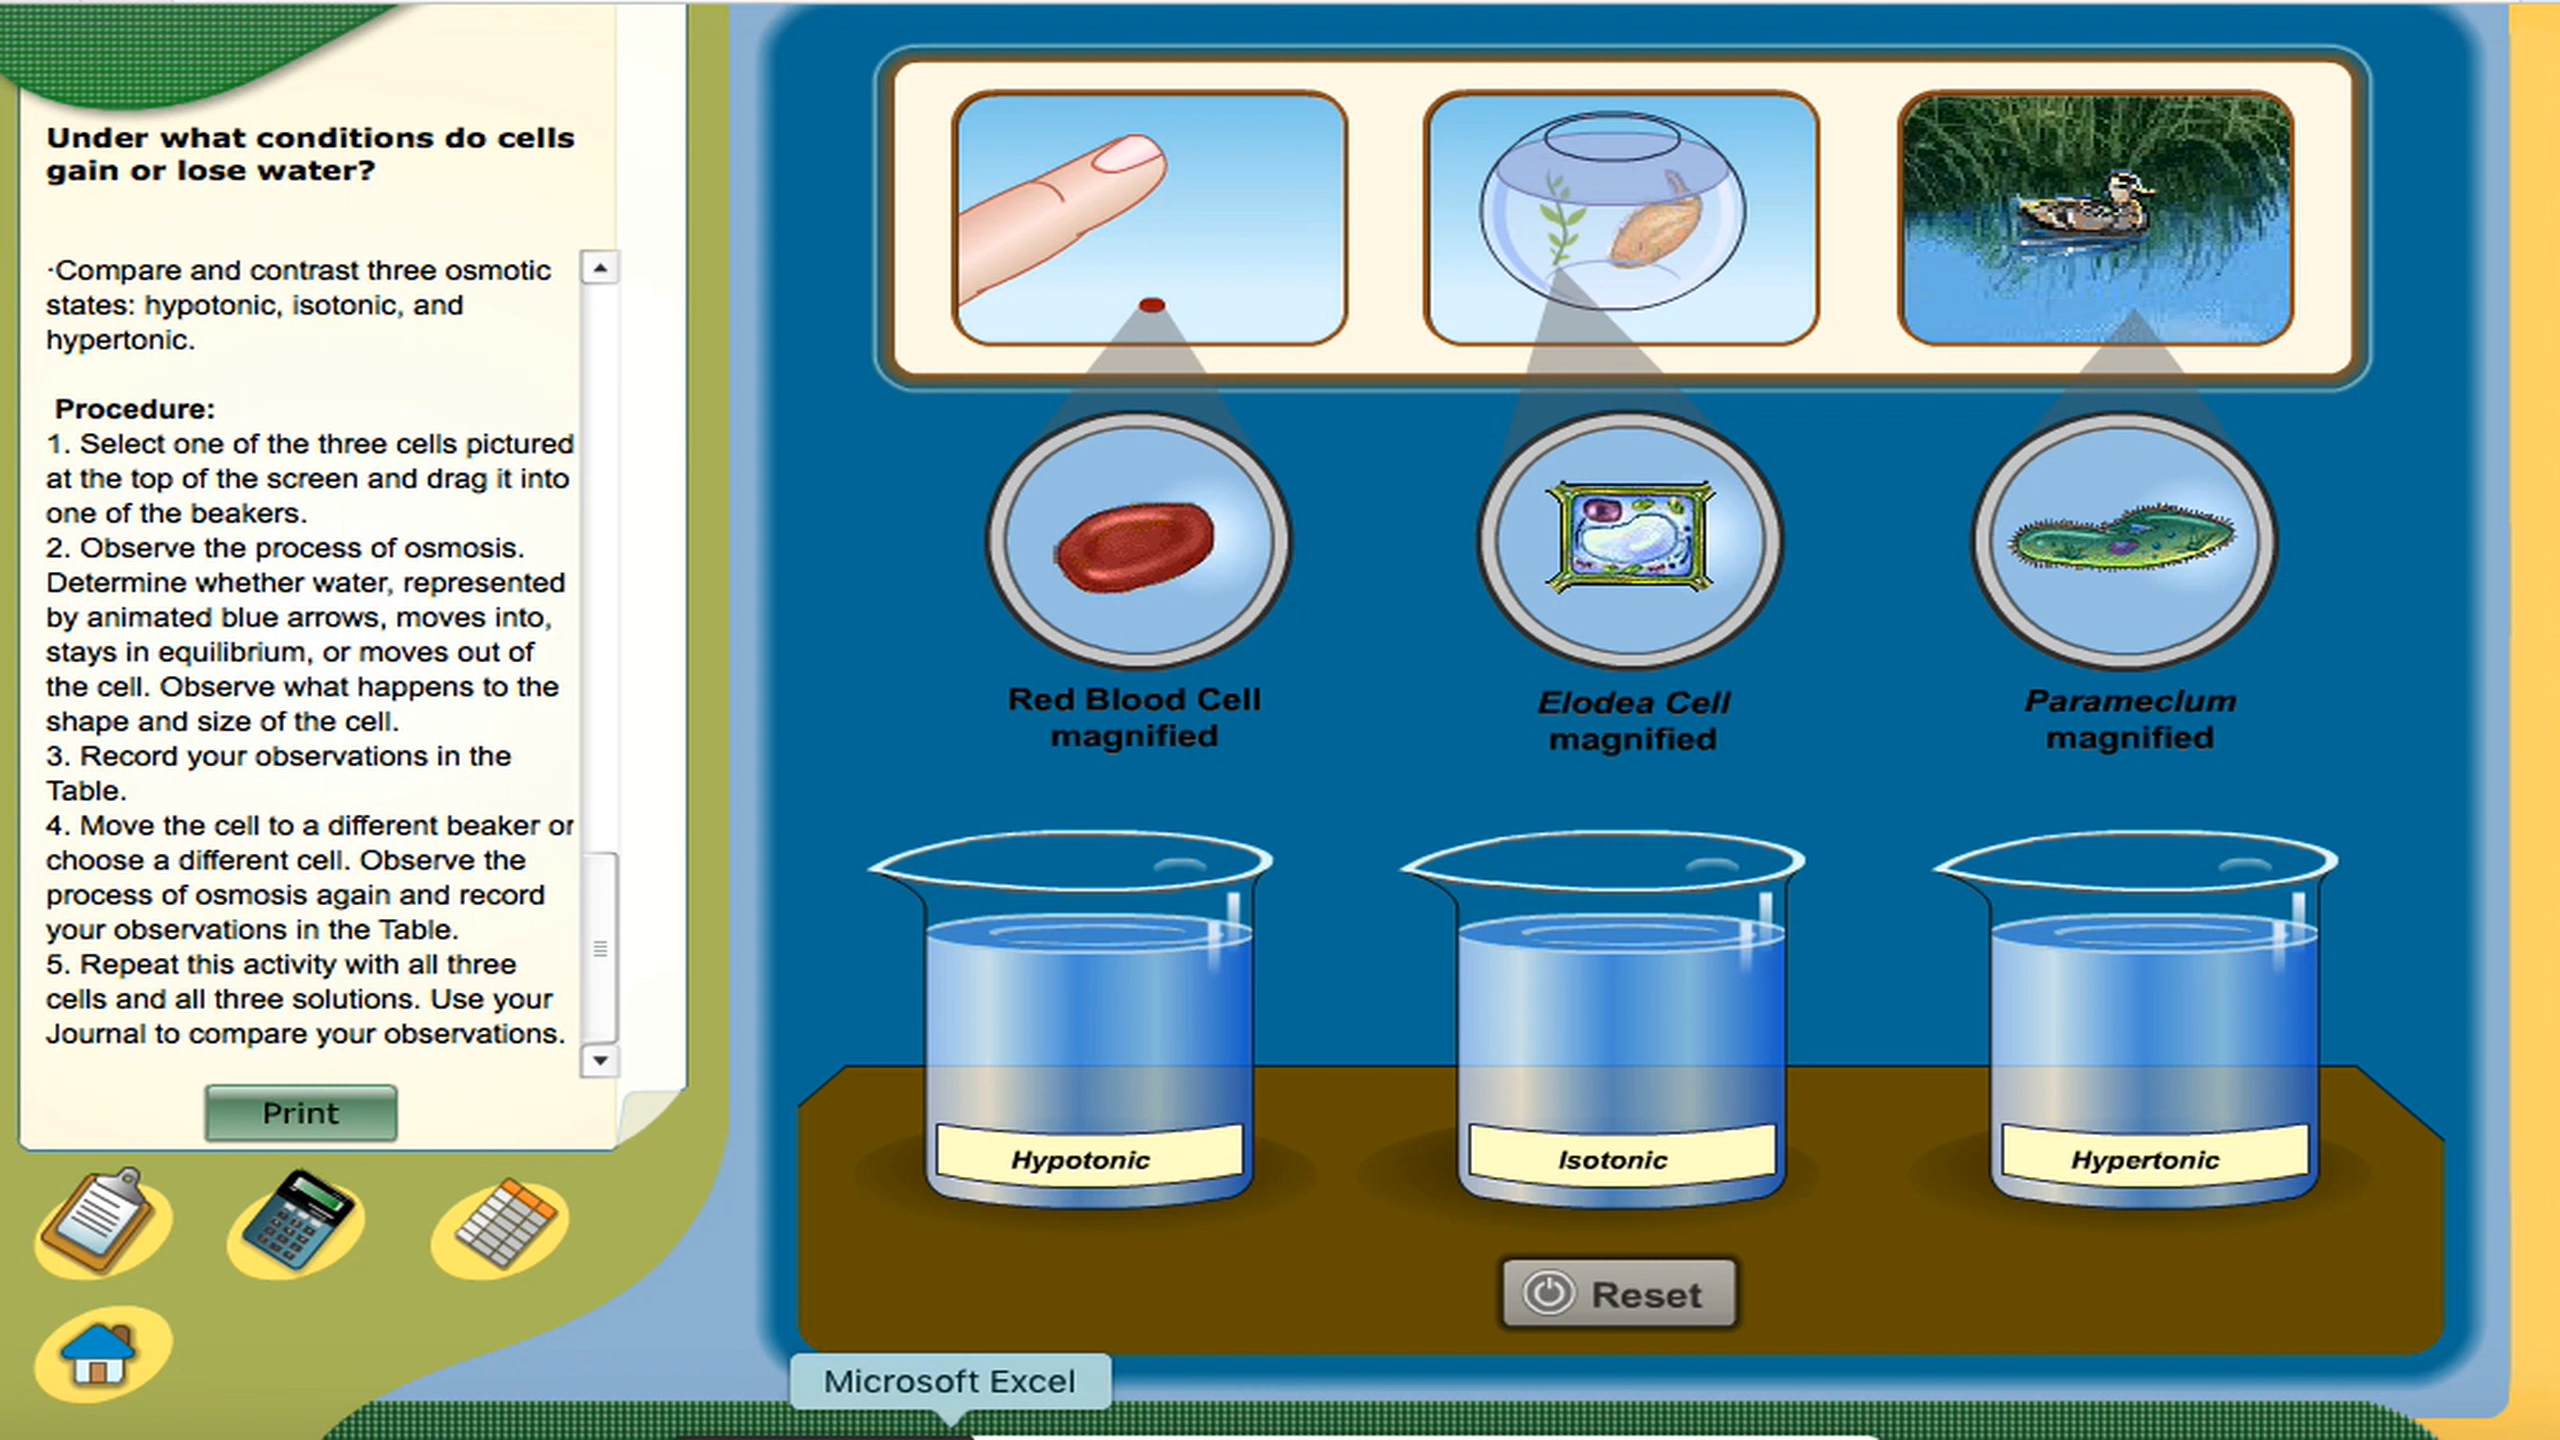 Under what conditions do cells
gain or lose water?
·Compare and contrast three osmotic
states: hypotonic, isotonic, and
hypertonic.
Procedure:
1. Select one of the three cells pictured
at the top of the screen and drag it into
one of the beakers.
2. Observe the process of osmosis.
Determine whether water, represented
by animated blue arrows, moves into,
stays in equilibrium, or moves out of
the cell. Observe what happens to the
shape and size of the cell.
3. Record your observations in the
Table.
4. Move the cell to a different beaker or
choose a different cell. Observe the
process of osmosis again and record
your observations in the Table.
5. Repeat this activity with all three
cells and all three solutions. Use your
Journal to compare your observations.
Print
Red Blood Cell
magnified
Elodea Cell
magnified
Parameclum
magnified
Hypotonic
Isotonic
Hypertonic
Reset
Microsoft Excel